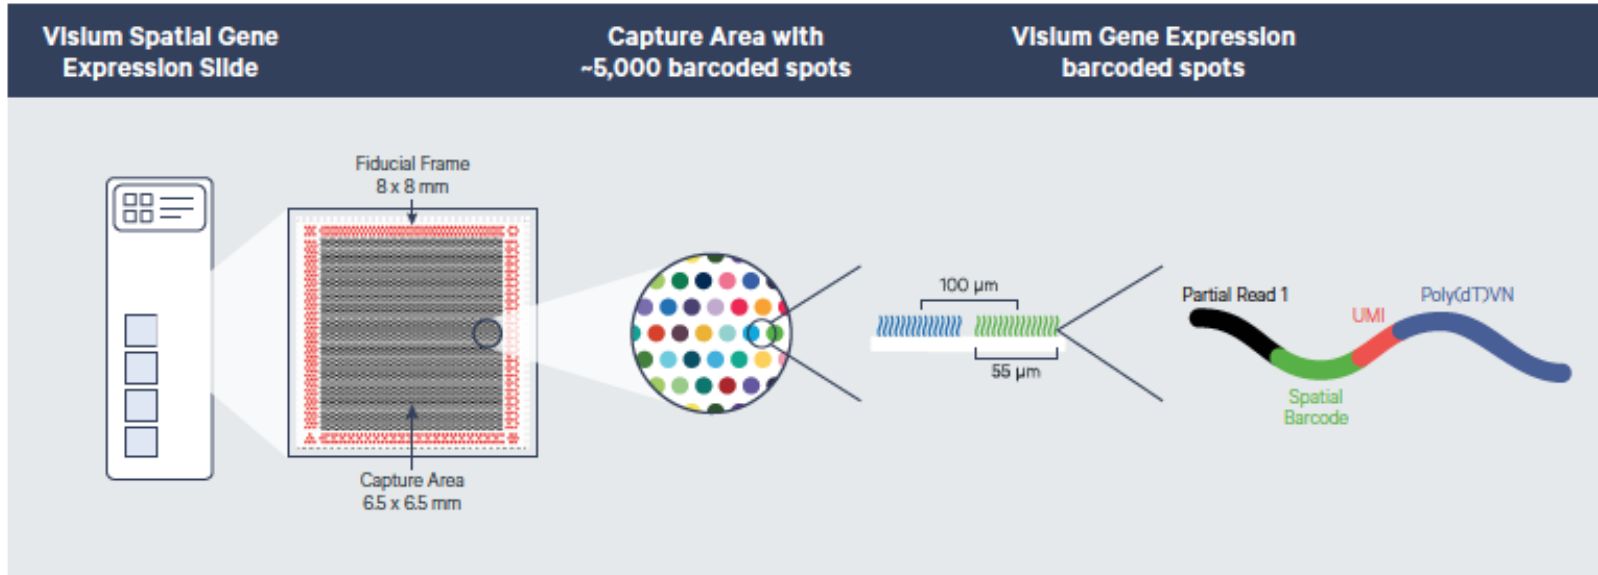 Visium Spatial Gene
Expression Slide
Capture Area with
~5,000 barcoded spots
Visium Gene Expression
barcoded spots
Fiducial Frame
8 x 8 mm
Capture Area
6.5 x 6.5 mm
100 µm
55 µm
Partial Read 1
Spatial
Barcode
UMI
Poly(dT)VN